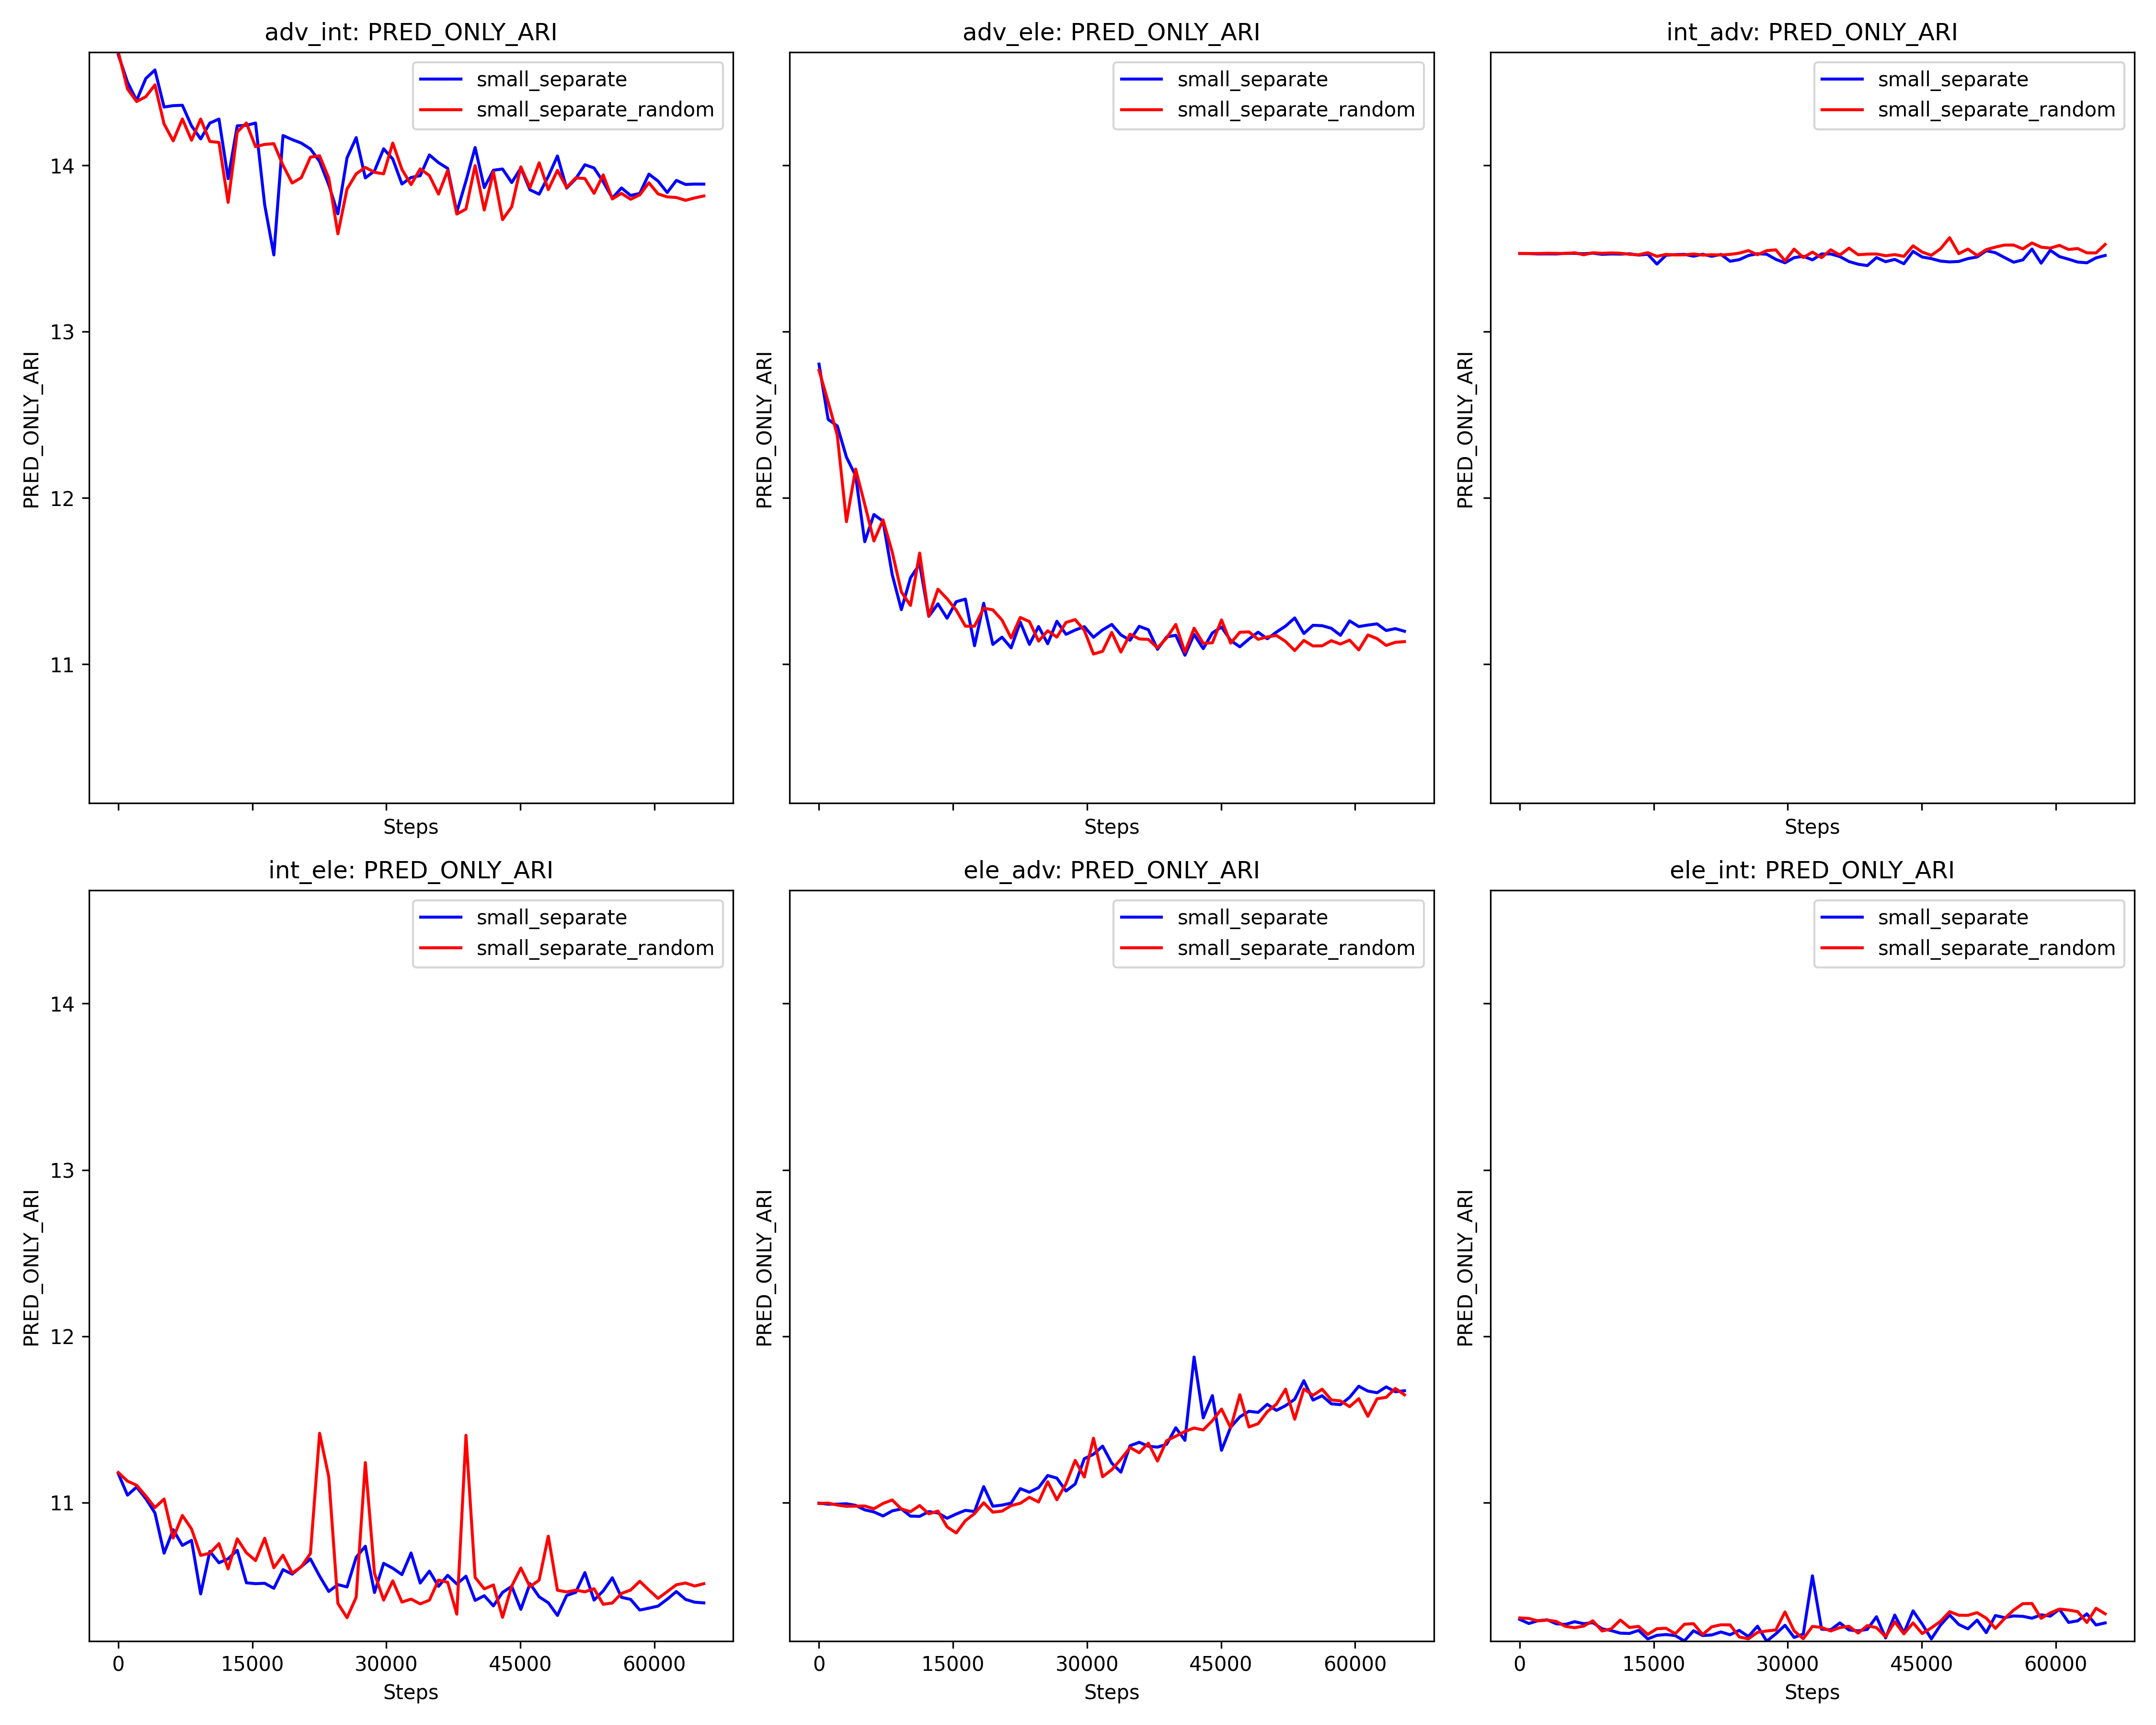 adv_int: PRED_ONLY_ARI
adv_ele: PRED_ONLY_ARI
int_adv: PRED_ONLY_ARI
small_separate
small_separate_random
small_separate
small_separate_random
small_separate
small_separate_random
14
13
12
11
PRED_ONLY_ARI
PRED_ONLY_ARI
PRED_ONLY_ARI
Steps
Steps
Steps
int_ele: PRED_ONLY_ARI
ele_adv: PRED_ONLY_ARI
ele_int: PRED_ONLY_ARI
small_separate
small_separate_random
small_separate
small_separate_random
small_separate
small_separate_random
14
13
12
11
PRED_ONLY_ARI
PRED_ONLY_ARI
PRED_ONLY_ARI
0 15000 30000 45000 60000
0 15000 30000 45000 60000
0 15000 30000 45000 60000
Steps
Steps
Steps